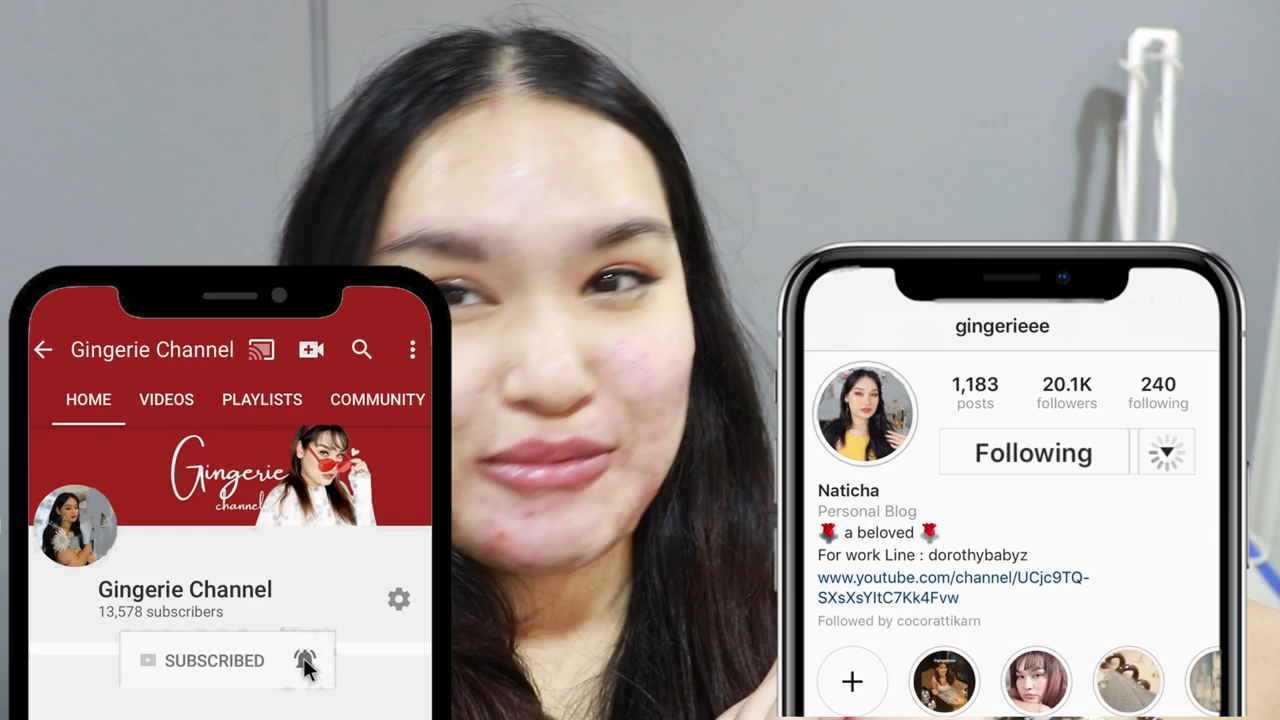 Gingerie Channel
HOME VIDEOS PLAYLISTS COMMUNITY
Gingerie
channel
Gingerie Channel
13,578 subscribers
SUBSCRIBED
gingerieee
1,183 20.1K 240
posts followers following
Following
Naticha
Personal Blog
🌹 a beloved 🌹
For work Line : dorothybabyz
www.youtube.com/channel/UCjc9TQ-
SXsXsYItC7Kk4Fvw
Followed by cocorattikarn